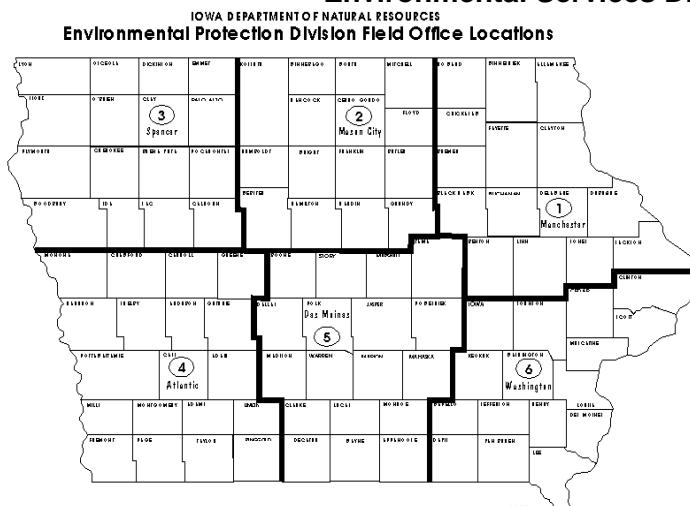 IOWA DEPARTMENT OF NATURAL RESOURCES
Environmental Protection Division Field Office Locations
LYON OSCEOLA DICKINSON EMMET KOSSUTH WINNEBAGO WORTH MITCHELL HOWARD WINNESHIEK ALLAMAKEE
SIOUX O'BRIEN CLAY PALO ALTO HANCOCK CERRO GORDO
3 2
FLOYD CHICKASAW
Spencer Mason City
FAYETTE CLAYTON
PLYMOUTH CHEROKEE BUENA VISTA POCAHONTAS HUMBOLDT WRIGHT FRANKLIN BUTLER BREMER
WEBSTER BLACK HAWK BUCHANAN DELAWARE DUBUQUE
WOODBURY IDA SAC CALHOUN HAMILTON HARDIN GRUNDY
1
Manchester
MONONA CRAWFORD CARROLL GREENE BOONE STORY MARSHALL TAMA BENTON LINN JONES JACKSON
CLINTON
CEDAR
HARRISON SHELBY AUDUBON GUTHRIE DALLAS POLK JASPER POWESHIEK IOWA JOHNSON
Des Moines
SCOTT
5
MUSCATINE
POTTAWATTAMIE CASS ADAIR MADISON WARREN MARION MAHASKA KEOKUK WASHINGTON
4 6
Atlantic Washington
MILLS MONTGOMERY ADAMS UNION CLARKE LUCAS MONROE WAPELLO JEFFERSON HENRY LOUISA
DES MOINES
FREMONT PAGE TAYLOR RINGGOLD DECATUR WAYNE APPANOOSE DAVIS VAN BUREN
LEE